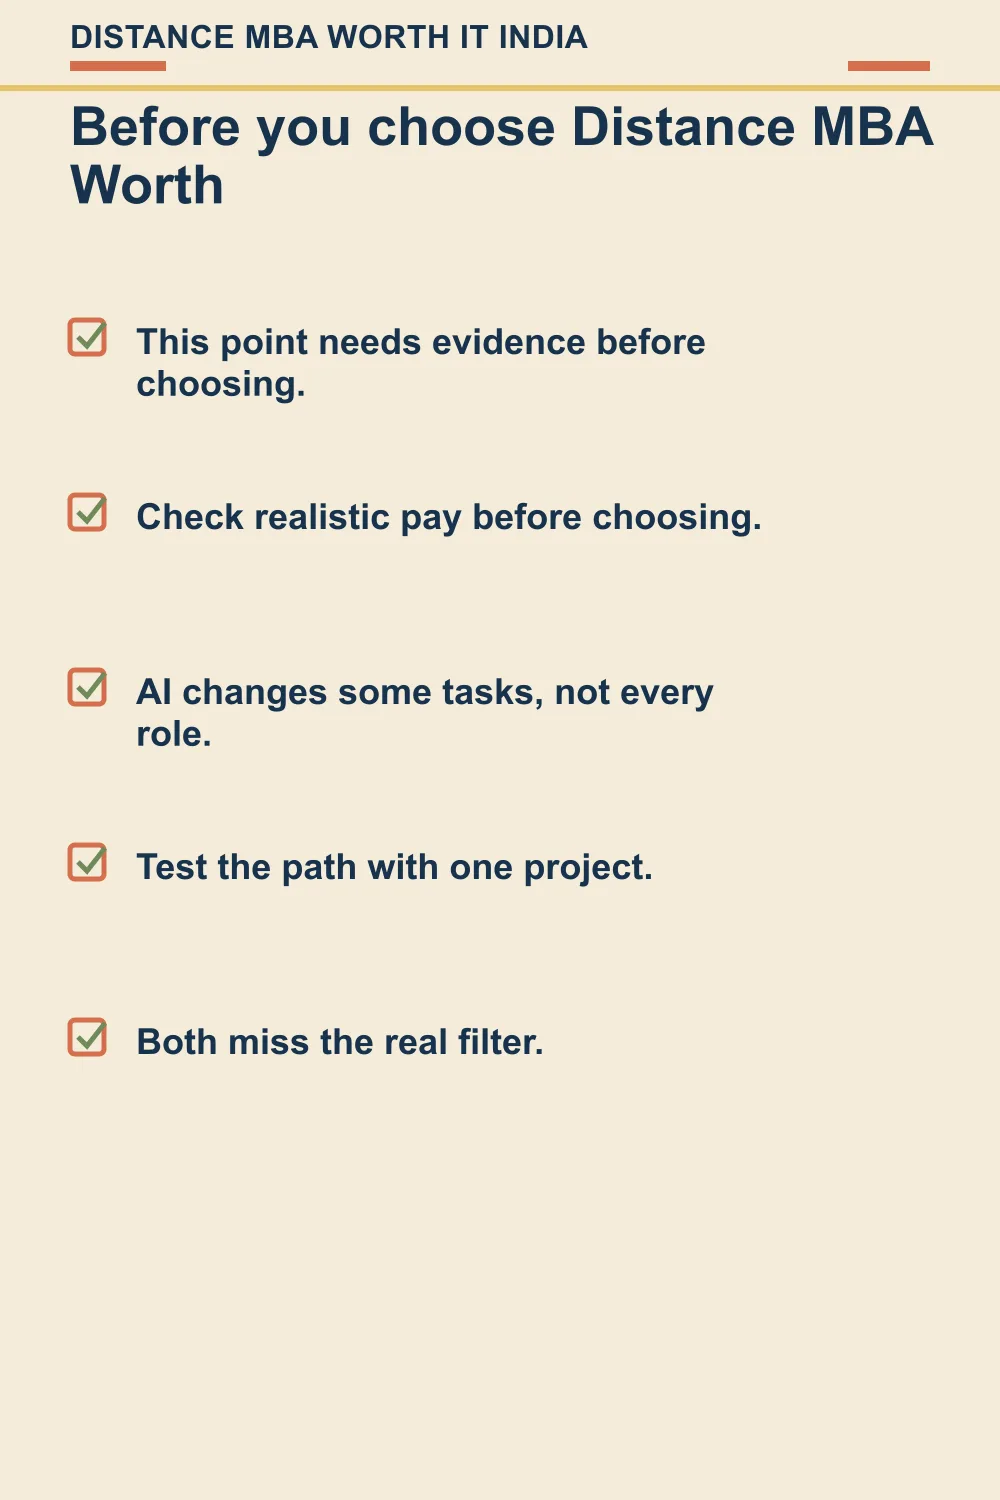 DISTANCE MBA WORTH IT INDIA
Before you choose Distance MBA
Worth
This point needs evidence before
choosing.
Check realistic pay before choosing.
AI changes some tasks, not every
role.
Test the path with one project.
Both miss the real filter.